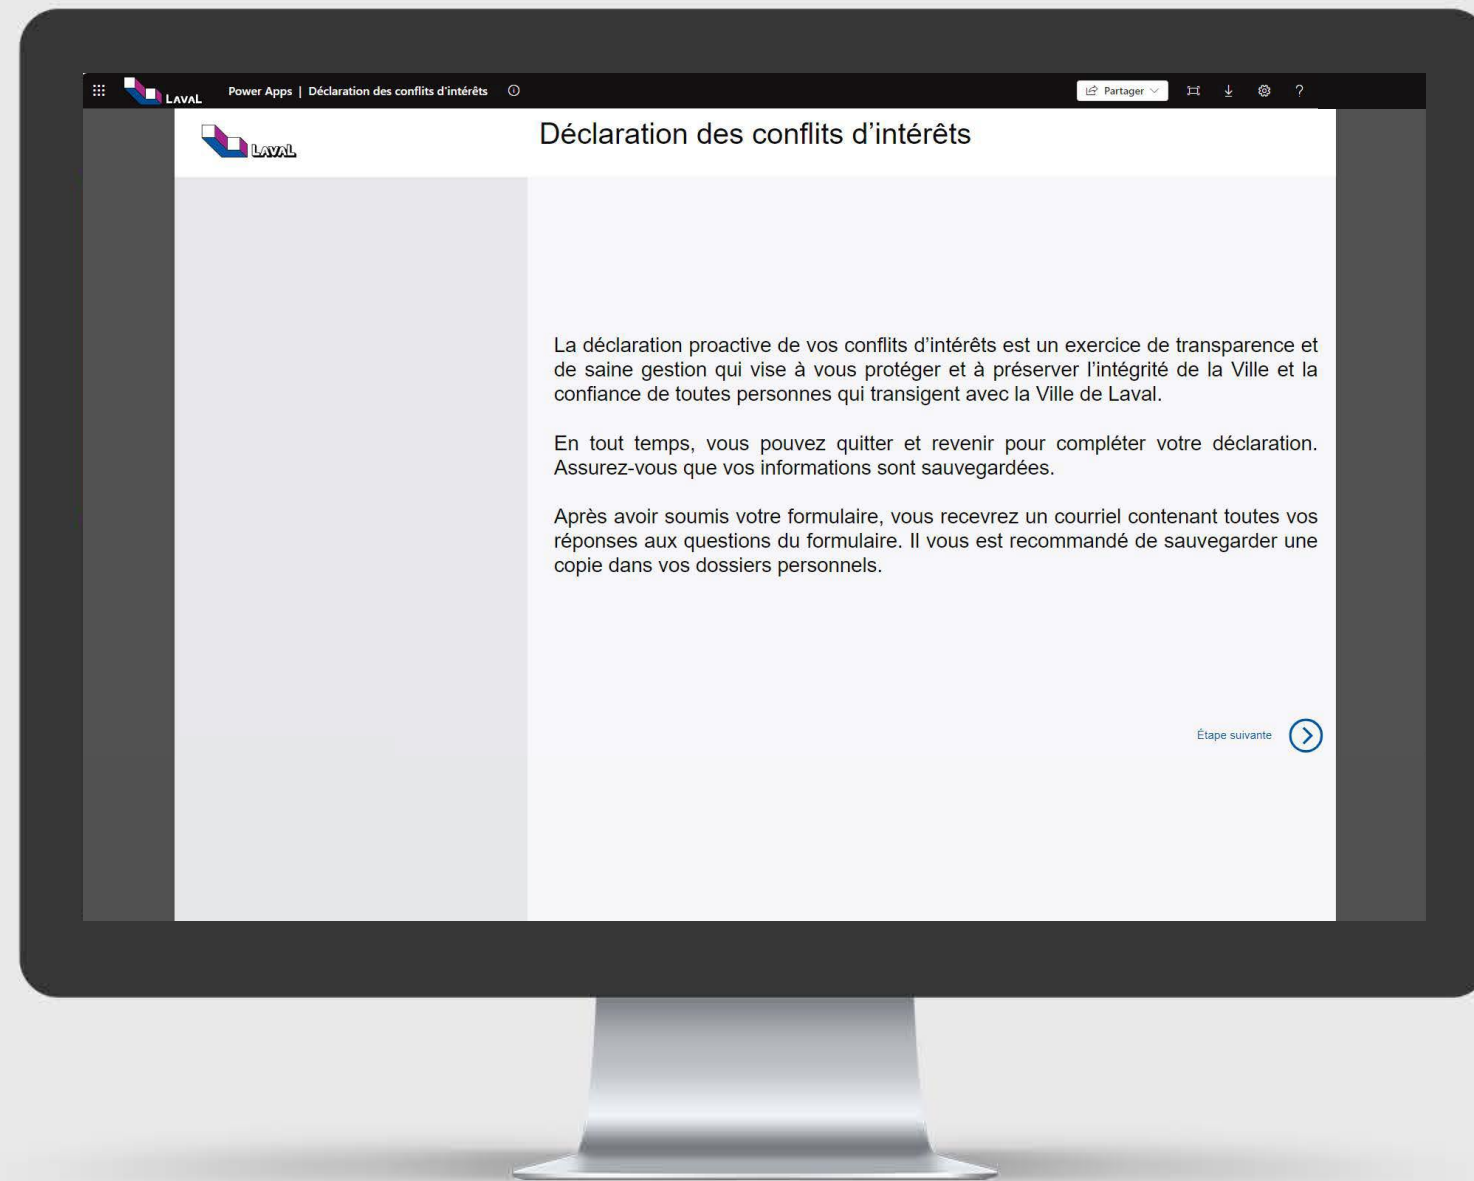 LAVAL
Power Apps | Déclaration des conflits d'intérêts
Partager
?
LAVAL
Déclaration des conflits d'intérêts
La déclaration proactive de vos conflits d'intérêts est un exercice de transparence et
de saine gestion qui vise à vous protéger et à préserver l'intégrité de la Ville et la
confiance de toutes personnes qui transigent avec la Ville de Laval.
En tout temps, vous pouvez quitter et revenir pour compléter votre déclaration.
Assurez-vous que vos informations sont sauvegardées.
Après avoir soumis votre formulaire, vous recevrez un courriel contenant toutes vos
réponses aux questions du formulaire. Il vous est recommandé de sauvegarder une
copie dans vos dossiers personnels.
Étape suivante